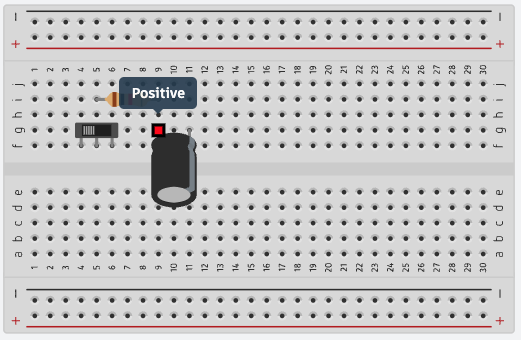 − −
+ +
1 2 3 4 5 6 7 8 9 10 11 12 13 14 15 16 17 18 19 20 21 22 23 24 25 26 27 28 29 30
j j
i i
Positive
h h
g g
f f
e e
d d
c c
b b
a a
1 2 3 4 5 6 7 8 9 10 11 12 13 14 15 16 17 18 19 20 21 22 23 24 25 26 27 28 29 30
− −
+ +